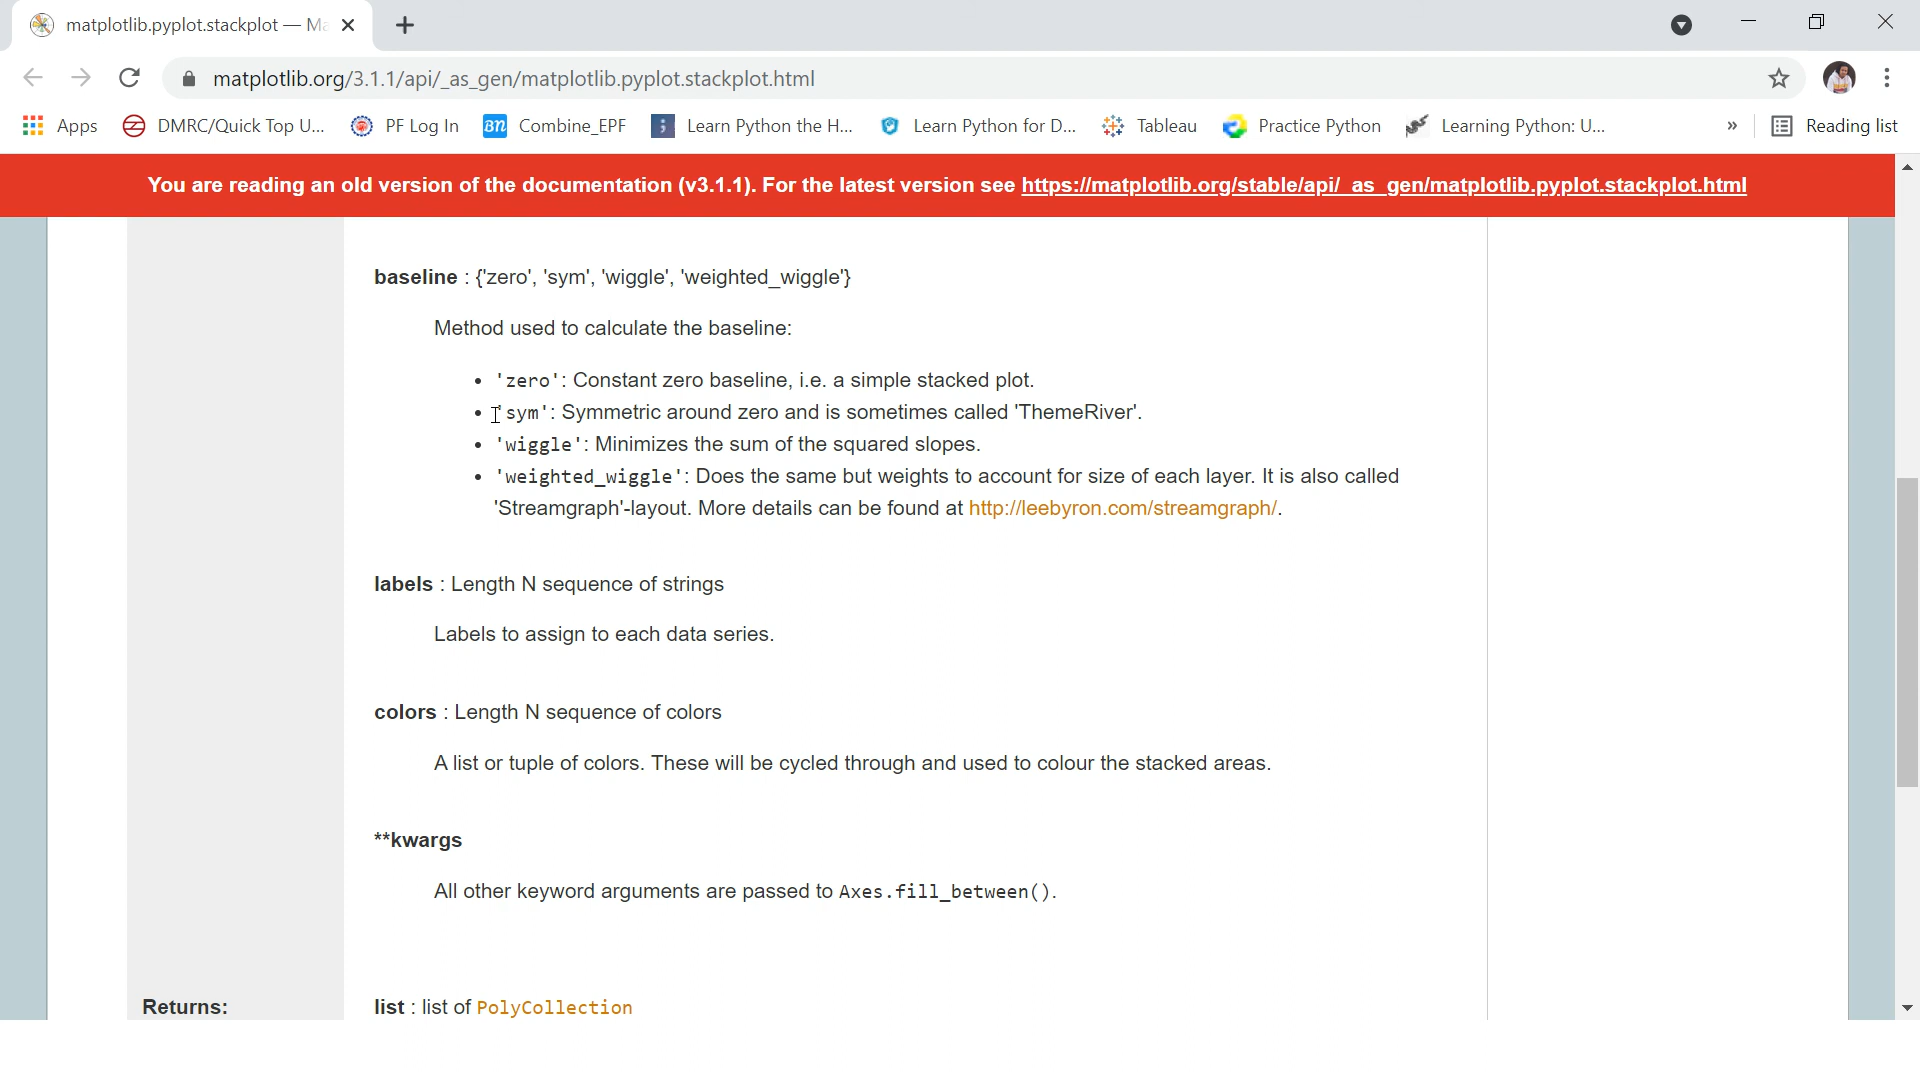 matplotlib.pyplot.stackplot — Ma
matplotlib.org/3.1.1/api/_as_gen/matplotlib.pyplot.stackplot.html
Apps DMRC/Quick Top U... PF Log In BN Combine_EPF Learn Python the H... Learn Python for D... Tableau Practice Python Learning Python: U... » Reading list
You are reading an old version of the documentation (v3.1.1). For the latest version see https://matplotlib.org/stable/api/_as_gen/matplotlib.pyplot.stackplot.html
baseline : {'zero', 'sym', 'wiggle', 'weighted_wiggle'}
Method used to calculate the baseline:
• 'zero': Constant zero baseline, i.e. a simple stacked plot.
• 'sym': Symmetric around zero and is sometimes called 'ThemeRiver'.
• 'wiggle': Minimizes the sum of the squared slopes.
• 'weighted_wiggle': Does the same but weights to account for size of each layer. It is also called
'Streamgraph'-layout. More details can be found at http://leebyron.com/streamgraph/.
labels : Length N sequence of strings
Labels to assign to each data series.
colors : Length N sequence of colors
A list or tuple of colors. These will be cycled through and used to colour the stacked areas.
**kwargs
All other keyword arguments are passed to Axes.fill_between().
Returns: list : list of PolyCollection